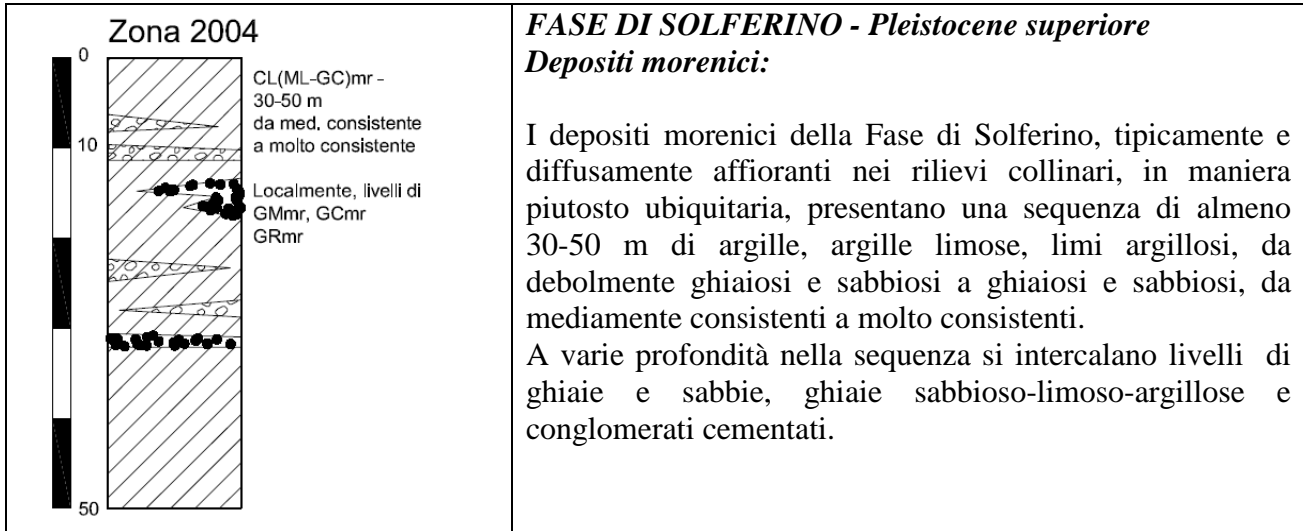 Zona 2004
0
10
50
CL(ML-GC)mr -
30-50 m
da med. consistente
a molto consistente
Localmente, livelli di
GMmr, GCmr
GRmr
FASE DI SOLFERINO - Pleistocene superiore
Depositi morenici:
I depositi morenici della Fase di Solferino, tipicamente e
diffusamente affioranti nei rilievi collinari, in maniera
piutosto ubiquitaria, presentano una sequenza di almeno
30-50 m di argille, argille limose, limi argillosi, da
debolmente ghiaiosi e sabbiosi a ghiaiosi e sabbiosi, da
mediamente consistenti a molto consistenti.
A varie profondità nella sequenza si intercalano livelli di
ghiaie e sabbie, ghiaie sabbioso-limoso-argillose e
conglomerati cementati.